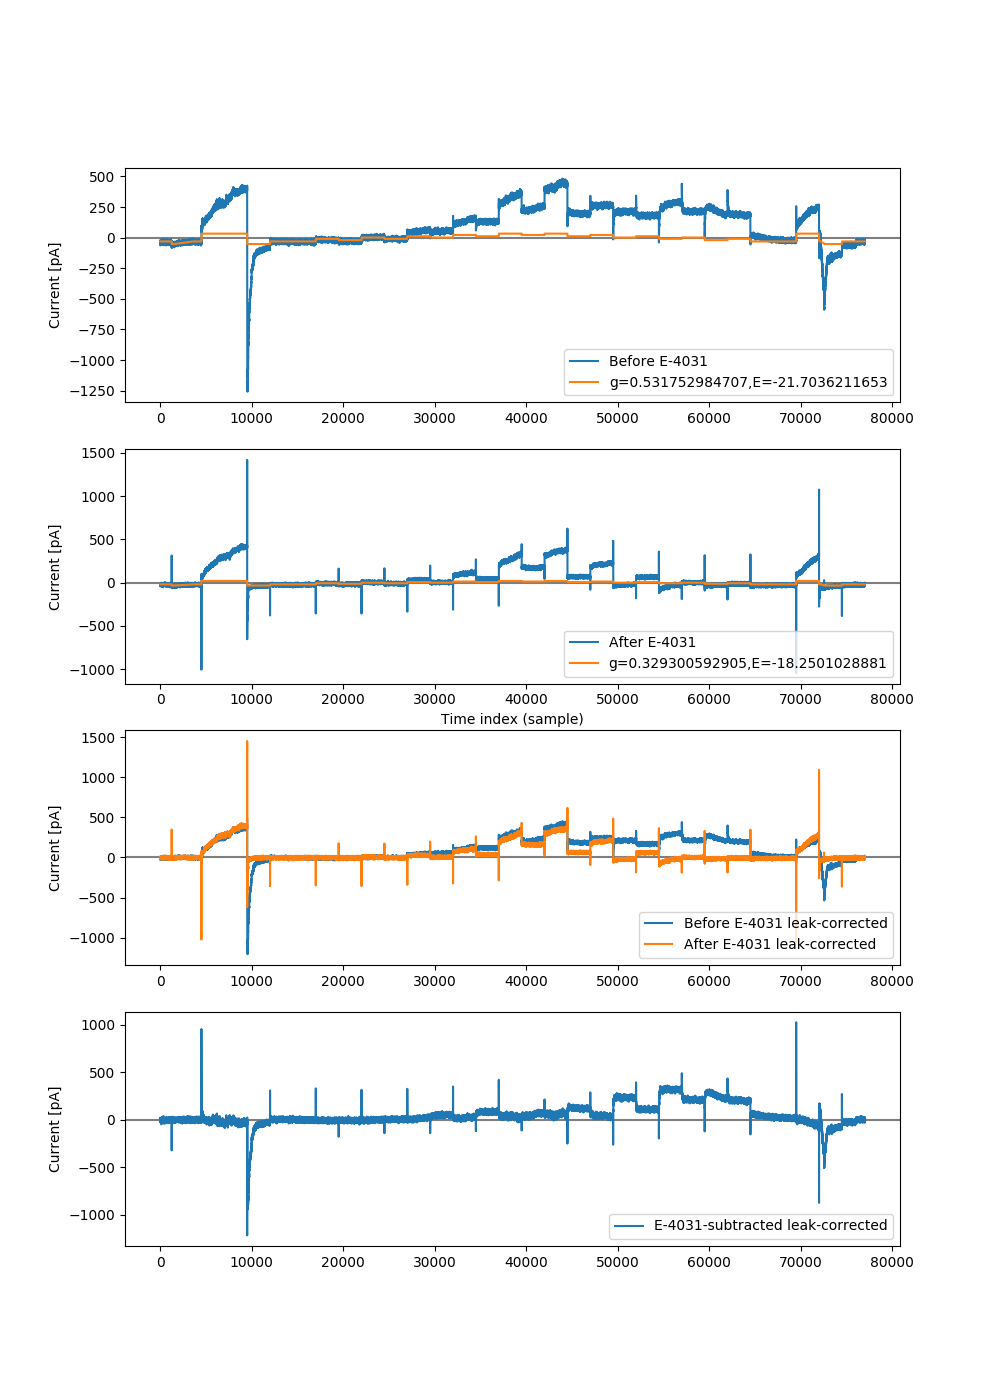 500
250
0
−250
−500
−750
−1000
−1250
Current [pA]
Before E-4031
g=0.531752984707,E=-21.7036211653
0 10000 20000 30000 40000 50000 60000 70000 80000
1500
1000
500
0
−500
−1000
Current [pA]
After E-4031
g=0.329300592905,E=-18.2501028881
0 10000 20000 30000 40000 50000 60000 70000 80000
Time index (sample)
1500
1000
500
0
−500
−1000
Current [pA]
Before E-4031 leak-corrected
After E-4031 leak-corrected
0 10000 20000 30000 40000 50000 60000 70000 80000
1000
500
0
−500
−1000
Current [pA]
E-4031-subtracted leak-corrected
0 10000 20000 30000 40000 50000 60000 70000 80000